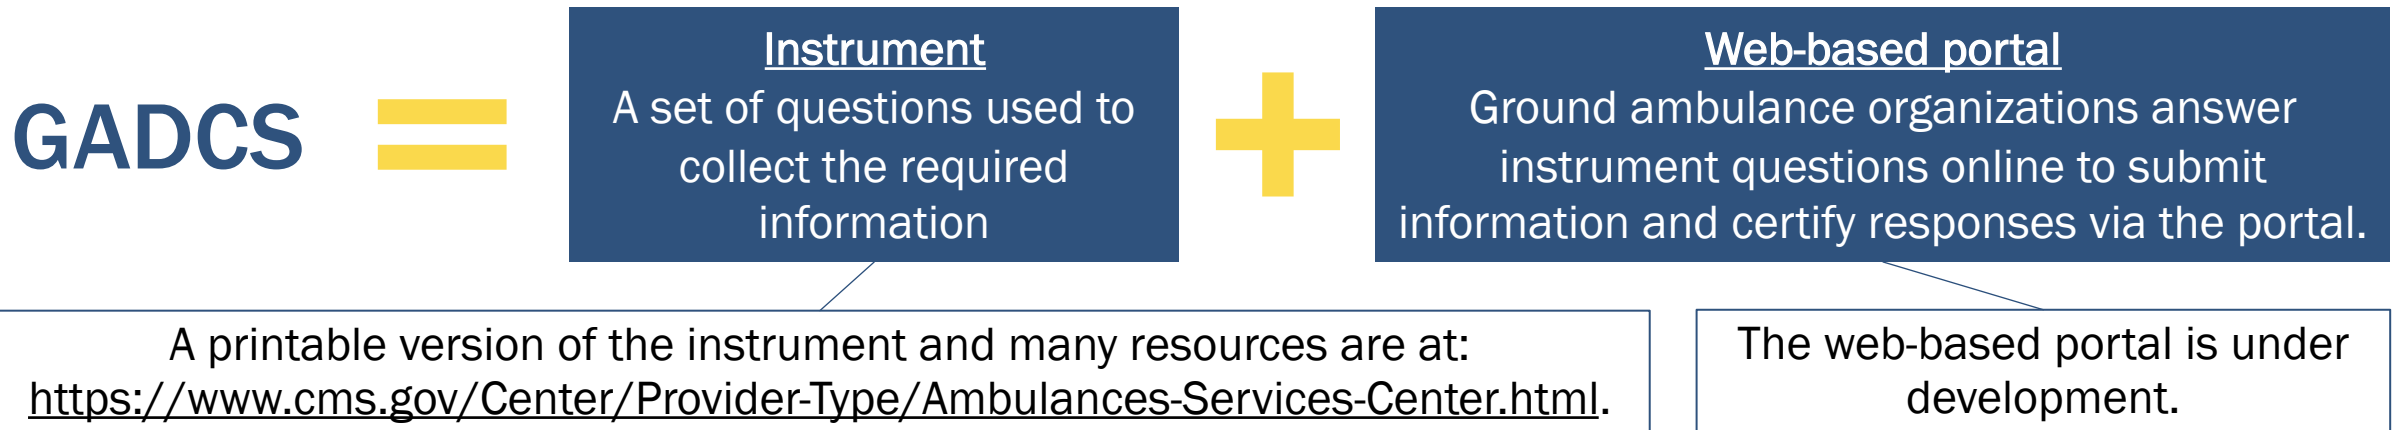 GADCS
=
Instrument
A set of questions used to
collect the required
information
+
Web-based portal
Ground ambulance organizations answer
instrument questions online to submit
information and certify responses via the portal.
A printable version of the instrument and many resources are at:
https://www.cms.gov/Center/Provider-Type/Ambulances-Services-Center.html.
The web-based portal is under
development.